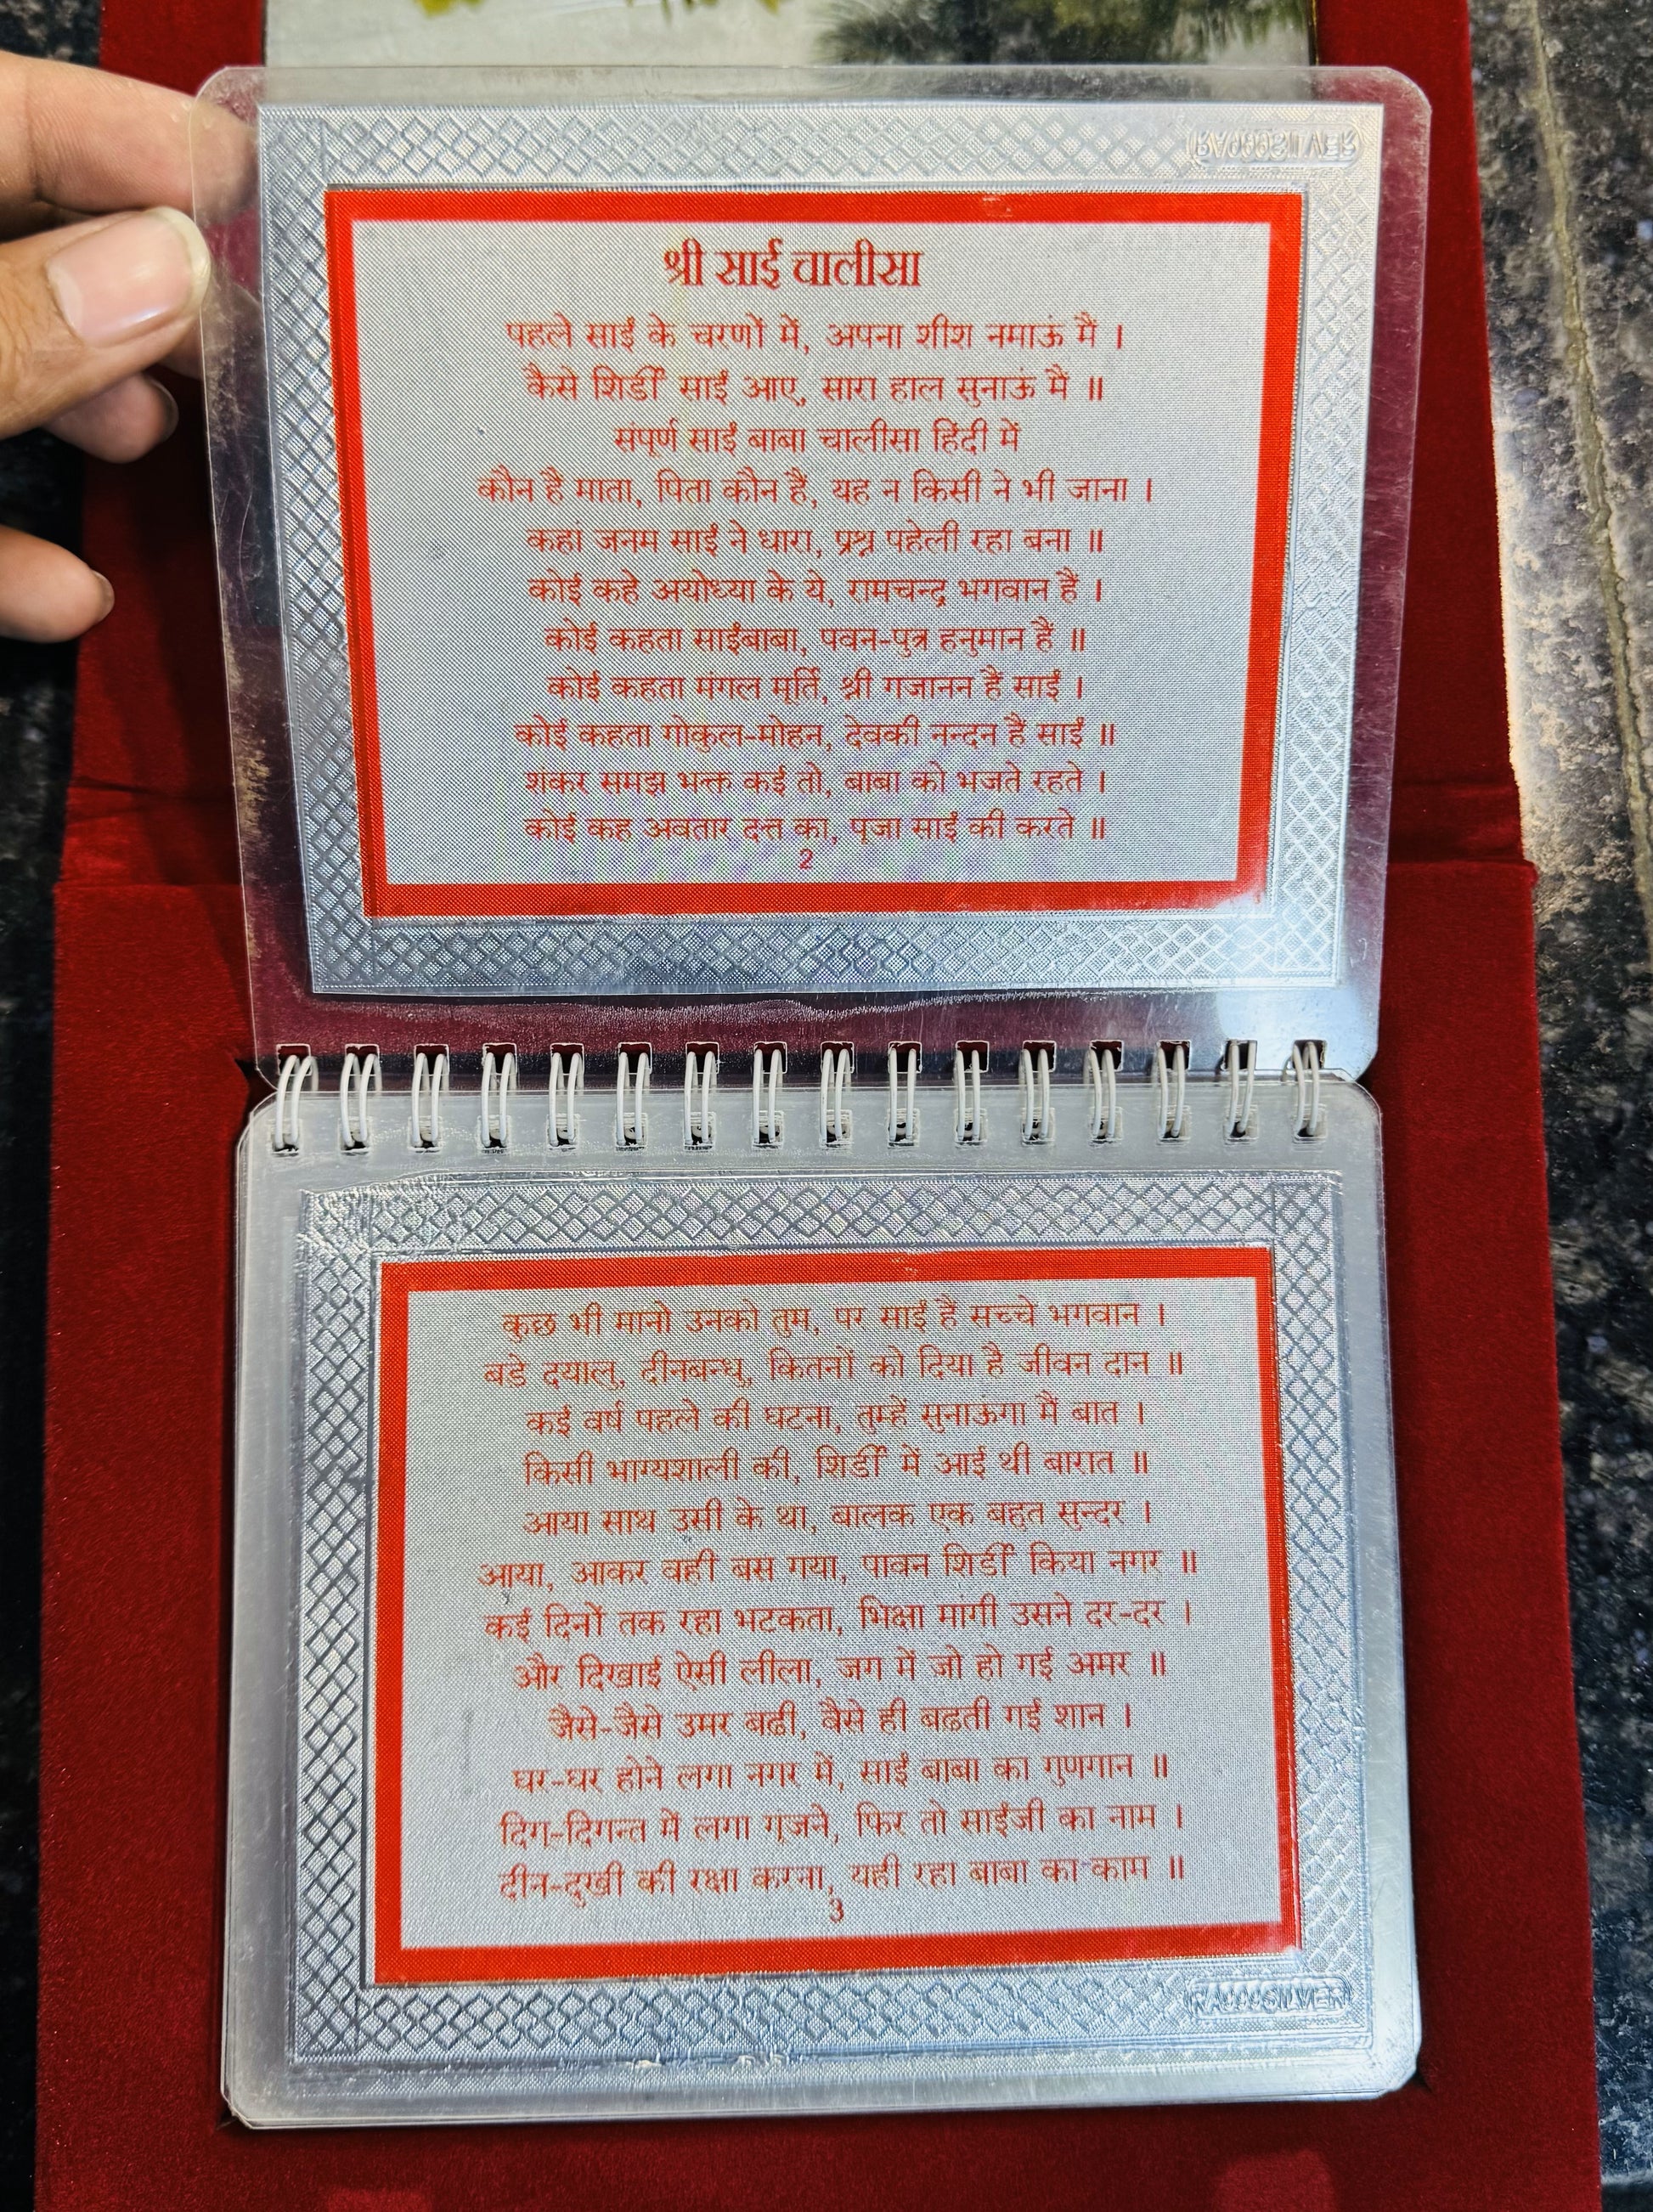 श्री साई चालीसा
पहले साईं के चरणों में, अपना शीश नमाऊं मैं ।
कैसे शिर्डी साईं आए, सारा हाल सुनाऊं मैं ॥
संपूर्ण साईं बाबा चालीसा हिंदी में
कौन है माता, पिता कौन है, यह न किसी ने भी जाना ।
कहां जनम साईं ने धारा, प्रश्न पहेली रहा बना ॥
कोई कहे अयोध्या के ये, रामचन्द्र भगवान हैं ।
कोई कहता साईंबाबा, पवन-पुत्र हनुमान हैं ॥
कोई कहता मंगल मूर्ति, श्री गजानन है साईं ।
कोई कहता गोकुल-मोहन, देवकी नन्दन है साईं ॥
शंकर समझ भक्त कई तो, बाबा को भजते रहते ।
कोई कह अवतार दत्त का, पूजा साईं की करते ॥
2
कुछ भी मानो उनको तुम, पर साईं हैं सच्चे भगवान ।
बडे दयालु, दीनबन्धु, कितनों को दिया है जीवन दान ॥
कई वर्ष पहले की घटना, तुम्हें सुनाऊंगा मैं बात ।
किसी भाग्यशाली की, शिर्डी में आई थी बारात ॥
आया साथ उसी के था, बालक एक बहुत सुन्दर ।
आया, आकर वही बस गया, पावन शिर्डी किया नगर ॥
कई दिनों तक रहा भटकता, भिक्षा मांगी उसने दर-दर ।
और दिखाई ऐसी लीला, जग में जो हो गई अमर ॥
जैसे-जैसे उमर बढी, वैसे ही बढती गई शान ।
घर-घर होने लगा नगर में, साईं बाबा का गुणगान ॥
दिग्-दिगन्त में लगा गूंजने, फिर तो साईंजी का नाम ।
दीन-दुखी की रक्षा करना, यही रहा बाबा का काम ॥
3